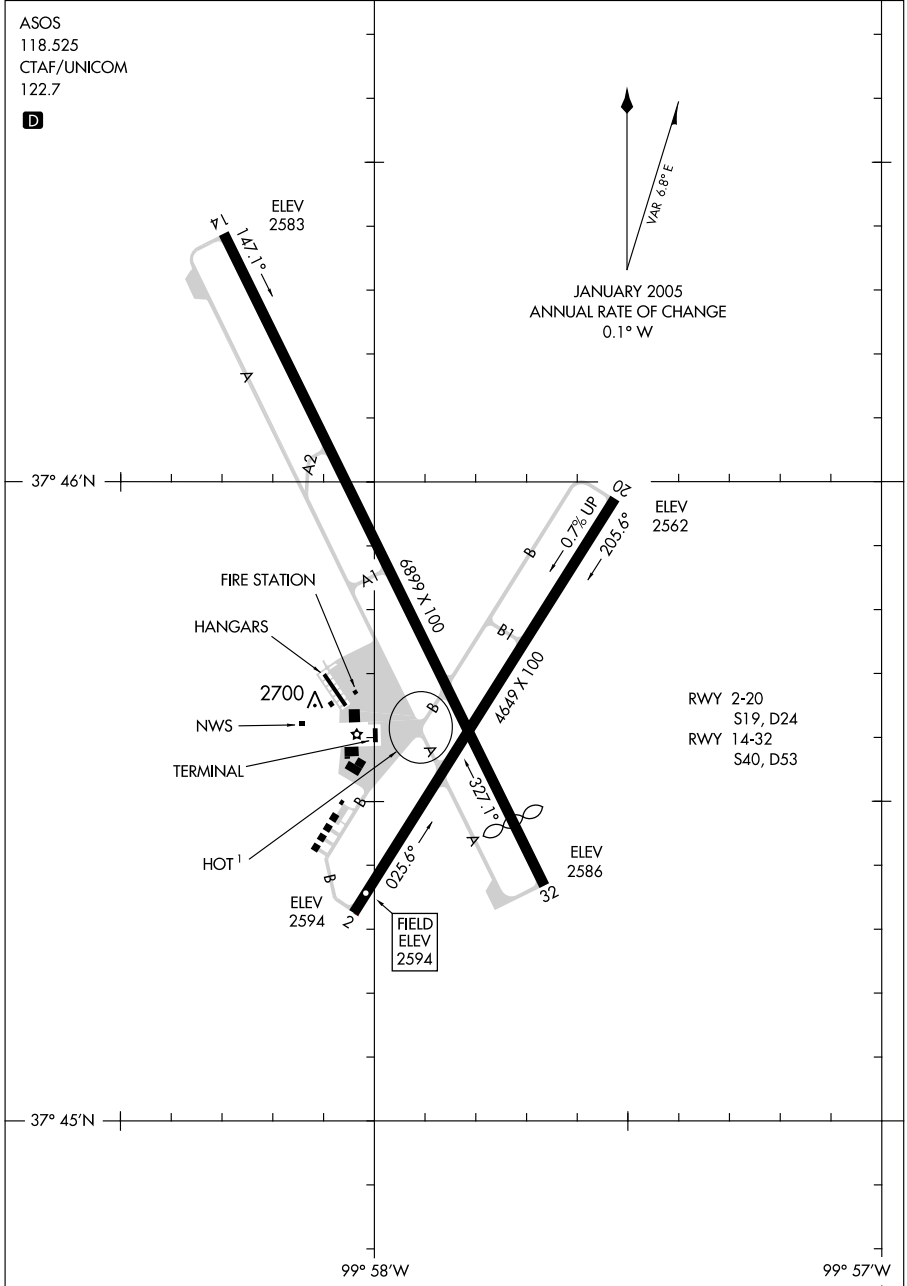 ASOS
118.525
CTAF/UNICOM
122.7
D
VAR 6.8° E
JANUARY 2005
ANNUAL RATE OF CHANGE
0.1° W
14
ELEV
2583
147.1°
A
A2
37° 46'N
20
ELEV
2562
0.7% UP
205.6°
B
A1
6899 X 100
B1
4649 X 100
FIRE STATION
HANGARS
2700
NWS
TERMINAL
HOT 1
B
A
B
B
327.1°
A
025.6°
RWY 2-20
S19, D24
RWY 14-32
S40, D53
ELEV
2586
32
ELEV
2594
2
FIELD
ELEV
2594
37° 45'N
99° 58'W
99° 57'W